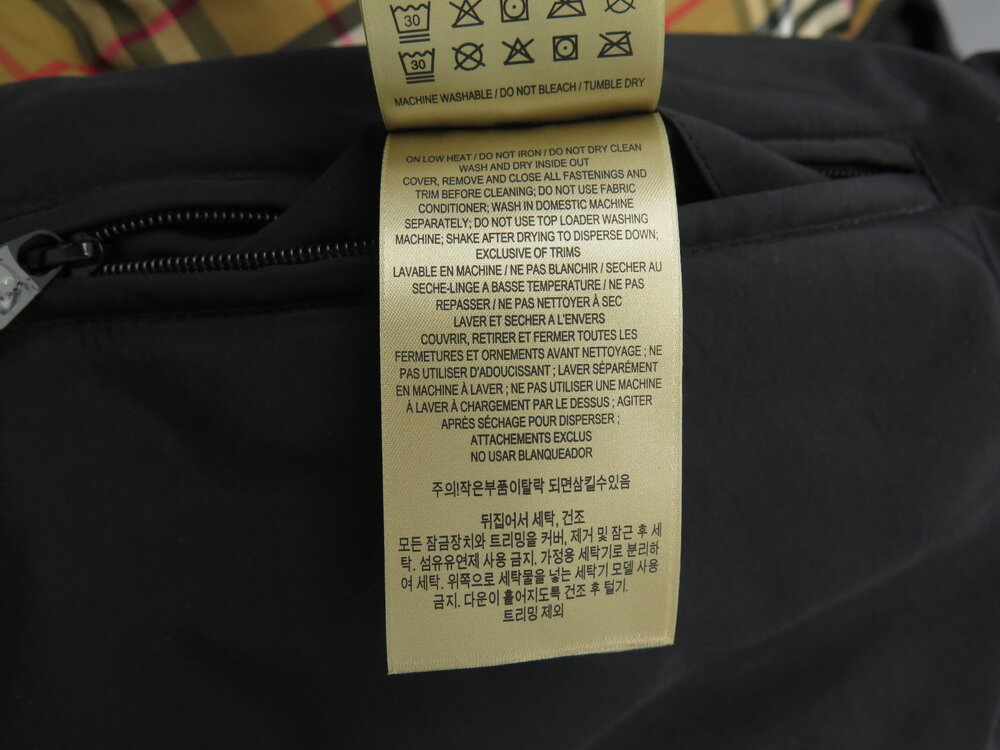 30
30
MACHINE WASHABLE / DO NOT BLEACH / TUMBLE DRY
ON LOW HEAT / DO NOT IRON / DO NOT DRY CLEAN
WASH AND DRY INSIDE OUT
COVER, REMOVE AND CLOSE ALL FASTENINGS AND
TRIM BEFORE CLEANING; DO NOT USE FABRIC
CONDITIONER; WASH IN DOMESTIC MACHINE
SEPARATELY; DO NOT USE TOP LOADER WASHING
MACHINE; SHAKE AFTER DRYING TO DISPERSE DOWN;
EXCLUSIVE OF TRIMS
LAVABLE EN MACHINE / NE PAS BLANCHIR / SECHER AU
SECHE-LINGE A BASSE TEMPERATURE / NE PAS
REPASSER / NE PAS NETTOYER À SEC
LAVER ET SECHER A L'ENVERS
COUVRIR, RETIRER ET FERMER TOUTES LES
FERMETURES ET ORNEMENTS AVANT NETTOYAGE ; NE
PAS UTILISER D'ADOUCISSANT ; LAVER SÉPARÉMENT
EN MACHINE À LAVER ; NE PAS UTILISER UNE MACHINE
À LAVER À CHARGEMENT PAR LE DESSUS ; AGITER
APRÈS SÉCHAGE POUR DISPERSER ;
ATTACHEMENTS EXCLUS
NO USAR BLANQUEADOR
주의!작은부품이탈락 되면삼킬수있음
뒤집어서 세탁, 건조
모든 잠금장치와 트리밍을 커버, 제거 및 잠근 후 세
탁. 섬유유연제 사용 금지. 가정용 세탁기로 분리하
여 세탁. 위쪽으로 세탁물을 넣는 세탁기 모델 사용
금지. 다운이 흩어지도록 건조 후 털기.
트리밍 제외